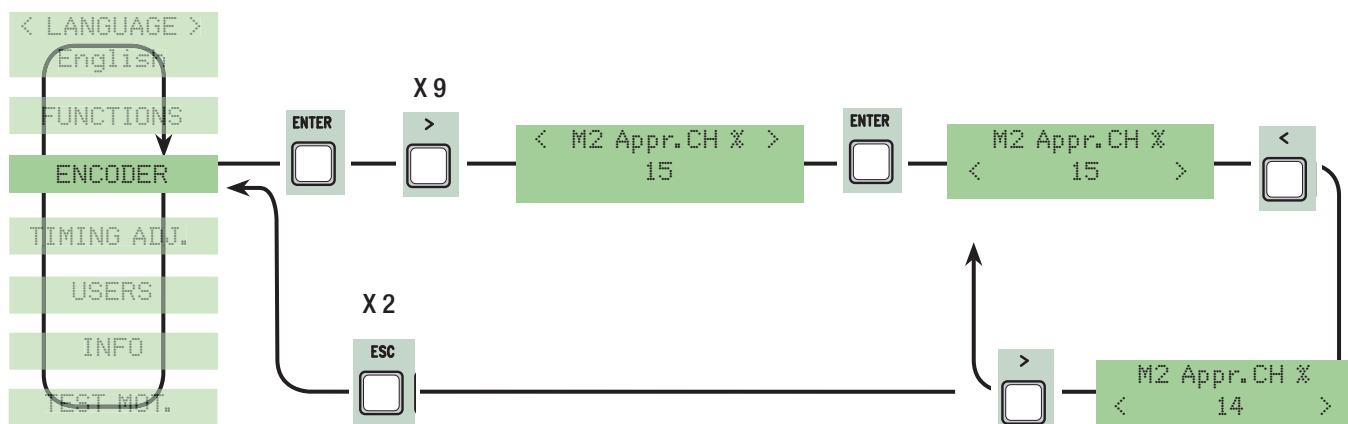 < LANGUAGE >
English
FUNCTIONS
ENCODER
TIMING ADJ.
USERS
INFO
TEST MOT.
ENTER
X 9
>
< M2 Appr.CH % >
15
ENTER
M2 Appr.CH %
< 15 >
<
X 2
ESC
>
M2 Appr.CH %
< 14 >